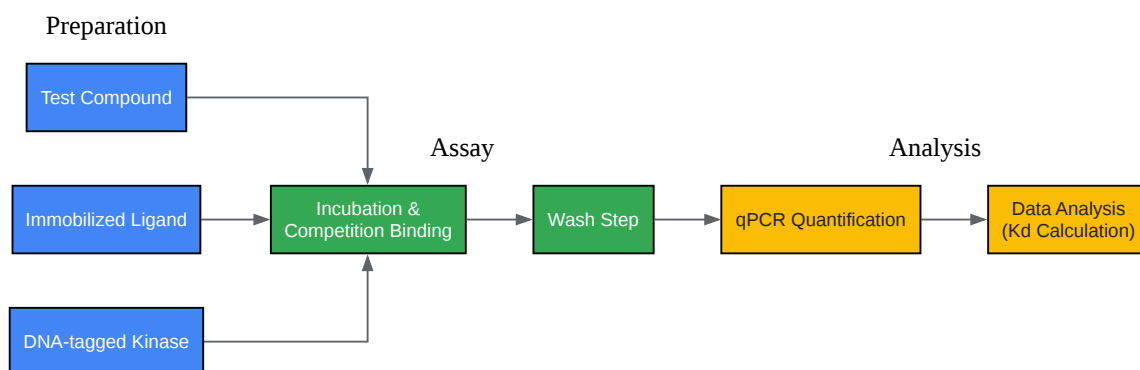 Preparation
Test Compound
Assay
Analysis
Immobilized Ligand
Incubation &
Competition Binding
Wash Step
qPCR Quantification
Data Analysis
(Kd Calculation)
DNA-tagged Kinase